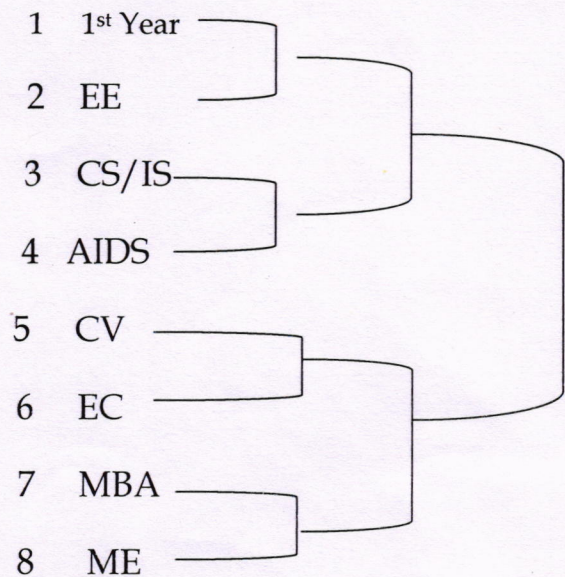 1 1st Year
2 EE
3 CS/IS
4 AIDS
5 CV
6 EC
7 MBA
8 ME